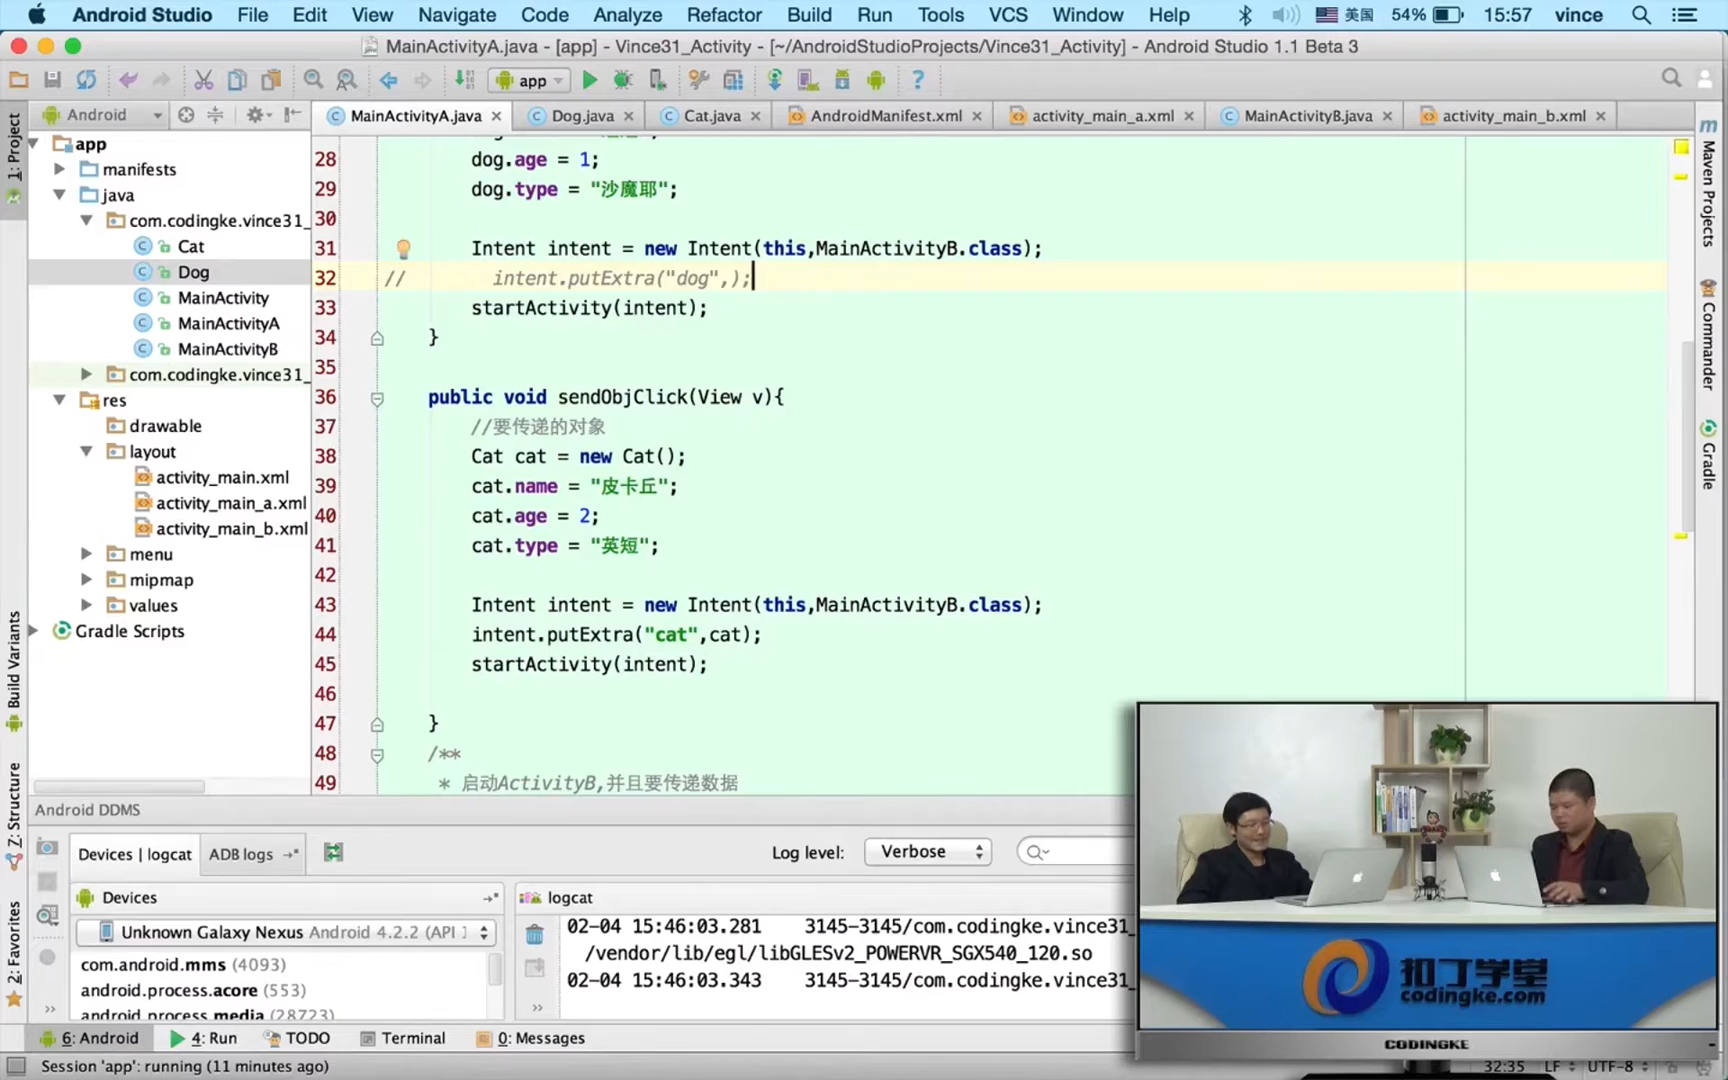 Android Studio File Edit View Navigate Code Analyze Refactor Build Run Tools VCS Window Help 美国 54% 15:57 vince
MainActivityA.java - [app] - Vince31_Activity - [~/AndroidStudioProjects/Vince31_Activity] - Android Studio 1.1 Beta 3
app
Android
MainActivityA.java Dog.java Cat.java AndroidManifest.xml activity_main_a.xml MainActivityB.java activity_main_b.xml
1: Project
Build Variants
Z: Structure
2: Favorites
app
manifests
java
com.codingke.vince31_
Cat
Dog
MainActivity
MainActivityA
MainActivityB
com.codingke.vince31_
res
drawable
layout
activity_main.xml
activity_main_a.xml
activity_main_b.xml
menu
mipmap
values
Gradle Scripts
28 dog.age = 1;
29 dog.type = "沙魔耶";
30
31 Intent intent = new Intent(this,MainActivityB.class);
32 // intent.putExtra("dog",);
33 startActivity(intent);
34 }
35
36 public void sendObjClick(View v){
37 //要传递的对象
38 Cat cat = new Cat();
39 cat.name = "皮卡丘";
40 cat.age = 2;
41 cat.type = "英短";
42
43 Intent intent = new Intent(this,MainActivityB.class);
44 intent.putExtra("cat",cat);
45 startActivity(intent);
46
47 }
48 /**
49 * 启动ActivityB,并且要传递数据
Maven Projects
Commander
Gradle
Android DDMS
Devices | logcat ADB logs Log level: Verbose
Devices
Unknown Galaxy Nexus Android 4.2.2 (API 1
com.android.mms (4093)
android.process.acore (553)
android.process.media (28723)
logcat
02-04 15:46:03.281 3145-3145/com.codingke.vince31_
/vendor/lib/egl/libGLESv2_POWERVR_SGX540_120.so
02-04 15:46:03.343 3145-3145/com.codingke.vince31_
扣丁学堂
codingke.com
CODINGKE
6: Android 4: Run TODO Terminal 0: Messages
Session 'app': running (11 minutes ago) 32:35 LF UTF-8